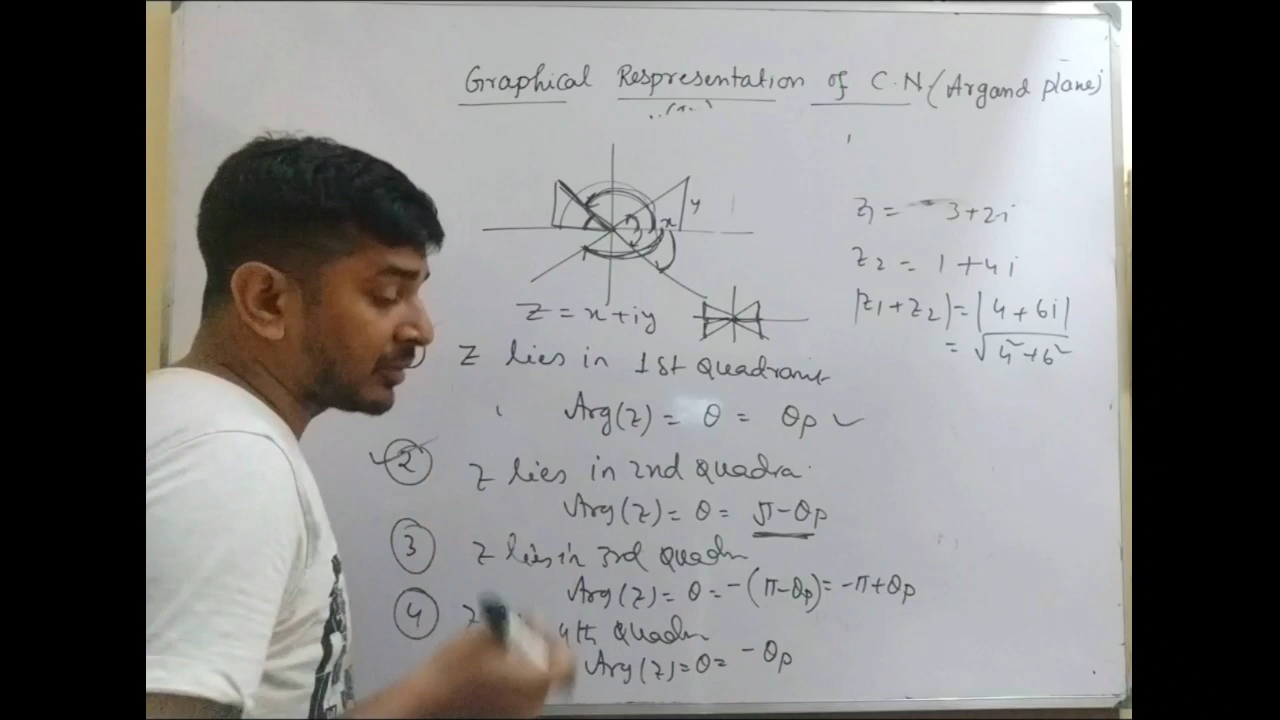 Graphical Respresentation of C.N (Argand plane)
y
x
z = x+iy
z₁ = 3+2i
z₂ = 1+4i
|z₁+z₂| = |4+6i|
= √4²+6²
z lies in 1st Quadrant
Arg(z) = θ = θp ✓
② z lies in 2nd Quadra.
Arg(z) = θ = π-θp
③ z lies in 3rd Quadn
Arg(z) = θ = -(π-θp) = -π+θp
④ z 4th Quadn
Arg(z) = θ = -θp